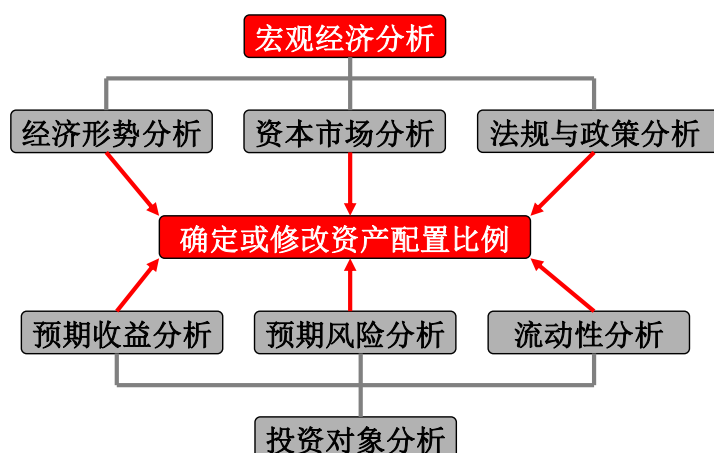 宏观经济分析
经济形势分析
资本市场分析
法规与政策分析
确定或修改资产配置比例
预期收益分析
预期风险分析
流动性分析
投资对象分析